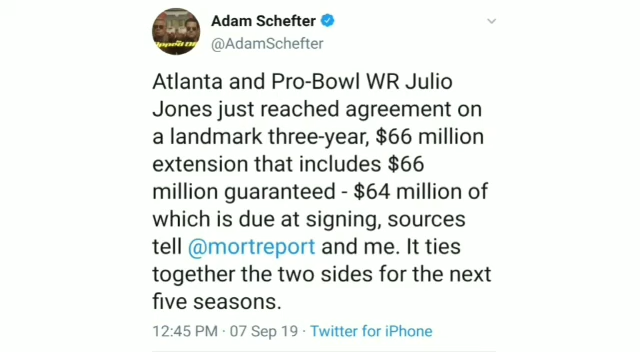 Adam Schefter
@AdamSchefter
Atlanta and Pro-Bowl WR Julio
Jones just reached agreement on
a landmark three-year, $66 million
extension that includes $66
million guaranteed - $64 million of
which is due at signing, sources
tell @mortreport and me. It ties
together the two sides for the next
five seasons.
12:45 PM · 07 Sep 19 · Twitter for iPhone